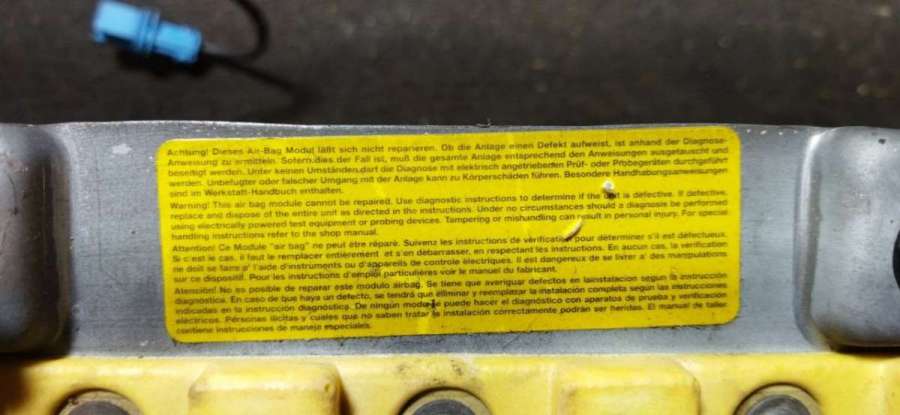 Achtung! Dieses Air-Bag Modul läßt sich nicht reparieren. Ob die Anlage einen Defekt aufweist, ist anhand der Diagnose-
Anweisung zu ermitteln. Sofern dies der Fall ist, muß die gesamte Anlage entsprechend den Anweisungen ausgetauscht und
beseitigt werden. Unter keinen Umständen darf die Diagnose mit elektrisch angetriebenen Prüf- oder Probegeräten durchgeführt
werden. Unbefugter oder falscher Umgang mit der Anlage kann zu Körperschäden führen. Besondere Handhabungsanweisungen
sind im Werkstatt-Handbuch enthalten.
Warning! This air bag module cannot be repaired. Use diagnostic instructions to determine if the unit is defective. If defective,
replace and dispose of the entire unit as directed in the instructions. Under no circumstances should a diagnosis be performed
using electrically powered test equipment or probing devices. Tampering or mishandling can result in personal injury. For special
handling instructions refer to the shop manual.
Attention! Ce Module "air bag" ne peut être réparé. Suivenz les instructions de vérification pour déterminer s'il est défectueux.
Si c'est le cas, il faut le remplacer entièrement et s'en debarrasser, en respectant les instructions. En aucun cas, la verification
ne doit se faire a' l'aide d'instruments ou d'appareils de contrôle électriques. Il est dangereux de se livrer a' des manipulations
sur ce dispositif. Pour les instructions d'emploi particulières voir le manuel du fabricant.
Atensión! No es posible de reparar este modulo airbag. Se tiene que averiguar defectos en la instalación según la instrucción
diagnóstica. En caso de que haya un defecto, se tendrá que eliminar y reemplazar la instalación completa según las instrucciones
indicadas en la instrucción diagnóstica. De ningún modo se puede hacer el diagnóstico con aparatos de prueba y verificación
eléctricos. Personas ilícitas y cuales que no saben tratar la instalación correctamente podrán ser heridas. El manual de taller
contiene instrucciones de manejo especiales.